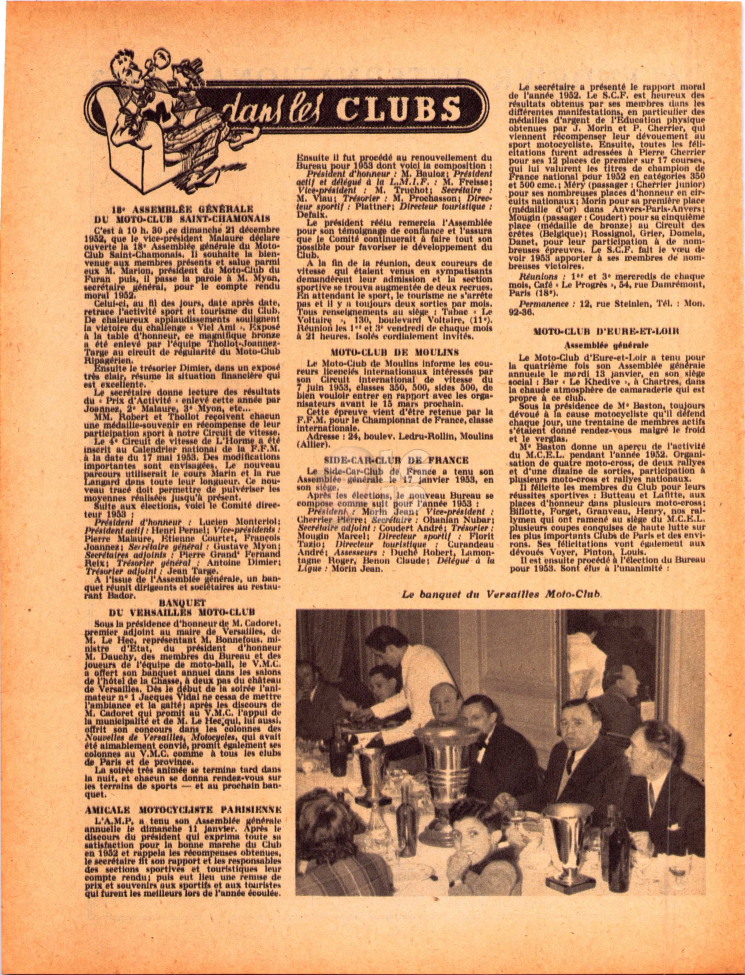 dans les CLUBS
18e ASSEMBLÉE GÉNÉRALE
DU MOTO-CLUB SAINT-CHAMONAIS
C'est à 10 h. 30 ,ce dimanche 21 décembre
1952, que le vice-président Malaure déclare
ouverte la 18e Assemblée générale du Moto-
Club Saint-Chamonais. Il souhaite la bien-
venue aux membres présents et salue parmi
eux M. Marion, président du Moto-Club du
Furan puis, il passe la parole à M. Myon,
secrétaire général, pour le compte rendu
moral 1952.
Celui-ci, au fil des jours, date après date,
retrace l'activité sport et tourisme du Club.
De chaleureux applaudissements soulignent
la victoire du challenge « Viel Ami ». Exposé
à la table d'honneur, ce magnifique bronze
a été enlevé par l'équipe Thollot-Joannez-
Targe au circuit de régularité du Moto-Club
Ripagérien.
Ensuite le trésorier Dimier, dans un exposé
très clair, résume la situation financière qui
est excellente.
Le secrétaire donne lecture des résultats
du « Prix d'Activité » enlevé cette année par
Joannez, 2e Malaure, 3e Myon, etc...
MM. Robert et Thollot reçoivent chacun
une médaille-souvenir en récompense de leur
participation sport à notre Circuit de vitesse.
Le 4e Circuit de vitesse de L'Horme a été
inscrit au Calendrier national de la F.F.M.
à la date du 17 mai 1953. Des modifications
importantes sont envisagées. Le nouveau
parcours utiliserait le cours Marin et la rue
Langard dans toute leur longueur. Ce nou-
veau tracé doit permettre de pulvériser les
moyennes réalisées jusqu'à présent.
Suite aux élections, voici le Comité direc-
teur 1953 :
Président d'honneur : Lucien Monteriol;
Président actif : Henri Pernel; Vice-présidents :
Pierre Malaure, Etienne Courtet, François
Joannez; Secrétaire général : Gustave Myon;
Secrétaires adjoints : Pierre Grand' Fernand
Reix; Trésorier général : Antoine Dimier;
Trésorier adjoint : Jean Targe.
A l'issue de l'Assemblée générale, un ban-
quet réunit dirigeants et sociétaires au restau-
rant Bador.
BANQUET
DU VERSAILLES MOTO-CLUB
Sous la présidence d'honneur de M. Cadoret,
premier adjoint au maire de Versailles, de
M. Le Hec, représentant M. Bonnefous, mi-
nistre d'Etat, du président d'honneur
M. Dauchy, des membres du Bureau et des
joueurs de l'équipe de moto-ball, le V.M.C.
a offert son banquet annuel dans les salons
de l'hôtel de la Chasse, à deux pas du château
de Versailles. Dès le début de la soirée l'ani-
mateur n° 1 Jacques Vidal ne cessa de mettre
l'ambiance et la gaîté; après les discours de
M. Cadoret qui promit au V.M.C. l'appui de
la municipalité et de M. Le Hec,qui, lui aussi,
offrit son concours dans les colonnes des
Nouvelles de Versailles, Motocycles, qui avait
été aimablement convié, promit également ses
colonnes au V.M.C. comme à tous les clubs
de Paris et de province.
La soirée très animée se termina tard dans
la nuit, et chacun se donna rendez-vous sur
les terrains de sports — et au prochain ban-
quet.
AMICALE MOTOCYCLISTE PARISIENNE
L'A.M.P. a tenu son Assemblée générale
annuelle le dimanche 11 janvier. Après le
discours du président qui exprima toute sa
satisfaction pour la bonne marche du Club
en 1952 et rappela les récompenses obtenues,
le secrétaire fit son rapport et les responsables
des sections sportives et touristiques leur
compte rendu; puis eut lieu une remise de
prix et souvenirs aux sportifs et aux touristes
qui furent les meilleurs lors de l'année écoulée.
Ensuite il fut procédé au renouvellement du
Bureau pour 1953 dont voici la composition :
Président d'honneur : M. Bauloz; Président
actif et délégué à la L.M.I.F. : M. Freisse;
Vice-président : M. Truchot; Secrétaire :
M. Viau; Trésorier : M. Prochasson; Direc-
teur sportif : Plattner; Directeur touristique :
Defaix.
Le président réélu remercia l'Assemblée
pour son témoignage de confiance et l'assura
que le Comité continuerait à faire tout son
possible pour favoriser le développement du
Club.
A la fin de la réunion, deux coureurs de
vitesse qui étaient venus en sympatisants
demandèrent leur admission et la section
sportive se trouva augmentée de deux recrues.
En attendant le sport, le tourisme ne s'arrête
pas et il y a toujours deux sorties par mois.
Tous renseignements au siège : Tabac « Le
Voltaire », 130, boulevard Voltaire, (11e).
Réunion les 1er et 3e vendredi de chaque mois
à 21 heures. Isolés cordialement invités.
MOTO-CLUB DE MOULINS
Le Moto-Club de Moulins informe les cou-
reurs licenciés internationaux intéressés par
son Circuit international de vitesse du
7 juin 1953, classes 350, 500, sides 500, de
bien vouloir entrer en rapport avec les orga-
nisateurs avant le 15 mars prochain.
Cette épreuve vient d'être retenue par la
F.F.M. pour le Championnat de France, classe
internationale.
Adresse : 24, boulev. Ledru-Rollin, Moulins
(Allier).
SIDE-CAR-CLUB DE FRANCE
Le Side-Car-Club de France a tenu son
Assemblée générale le 17 janvier 1953, en
son siège,
Après les élections, le nouveau Bureau se
compose comme suit pour l'année 1953 :
Président : Morin Jean; Vice-président :
Cherrier Pierre; Secrétaire : Obanian Nubar;
Secrétaire adjoint : Coudert André; Trésorier :
Mougin Marcel; Directeur sportif : Florit
Tazio; Directeur touristique : Curandeau
André; Assesseurs : Duché Robert, Lamon-
tagne Roger, Benon Claude; Délégué à la
Ligue : Morin Jean.
Le secrétaire a présenté le rapport moral
de l'année 1952. Le S.C.F. est heureux des
résultats obtenus par ses membres dans les
différentes manifestations, en particulier des
médailles d'argent de l'Education physique
obtenues par J. Morin et P. Cherrier, qui
viennent récompenser leur dévouement au
sport motocycliste. Ensuite, toutes les féli-
citations furent adressées à Pierre Cherrier
pour ses 12 places de premier sur 17 courses,
qui lui valurent les titres de champion de
France national pour 1952 en catégories 350
et 500 cmc.; Méry (passager : Cherrier junior)
pour ses nombreuses places d'honneur en cir-
cuits nationaux; Morin pour sa première place
(médaille d'or) dans Anvers-Paris-Anvers;
Mougin (passager : Coudert) pour sa cinquième
place (médaille de bronze) au Circuit des
crêtes (Belgique); Rossignol, Grier, Domela,
Danet, pour leur participation à de nom-
breuses épreuves. Le S.C.F. fait le vœu de
voir 1953 apporter à ses membres de nom-
breuses victoires.
Réunions : 1er et 3e mercredis de chaque
mois, Café « Le Progrès », 54, rue Damrémont,
Paris (18e).
Permanence : 12, rue Steinlen, Tél. : Mon.
92-36.
MOTO-CLUB D'EURE-ET-LOIR
Assemblée générale
Le Moto-Club d'Eure-et-Loir a tenu pour
la quatrième fois son Assemblée générale
annuelle le mardi 13 janvier, en son siège
social : Bar « Le Khedive », à Chartres, dans
la chaude atmosphère de camaraderie qui est
propre à ce club.
Sous la présidence de Me Baston, toujours
dévoué à la cause motocycliste qu'il défend
chaque jour, une trentaine de membres actifs
s'étaient donné rendez-vous malgré le froid
et le verglas.
Me Baston donne un aperçu de l'activité
du M.C.E.L. pendant l'année 1952. Organi-
sation de quatre moto-cross, de deux rallyes
et d'une dizaine de sorties, participation à
plusieurs moto-cross et rallyes nationaux.
Il félicite les membres du Club pour leurs
réussites sportives : Butteau et Lafitte, aux
places d'honneur dans plusieurs moto-cross;
Billotte, Forget, Granveau, Henry, nos ral-
lymen qui ont ramené au siège du M.C.E.L.
plusieurs coupes conquises de haute lutte sur
les plus importants Clubs de Paris et des envi-
rons. Ses félicitations vont également aux
dévoués Voyer, Pinton, Louis.
Il est ensuite procédé à l'élection du Bureau
pour 1953. Sont élus à l'unanimité :
Le banquet du Versailles Moto-Club.